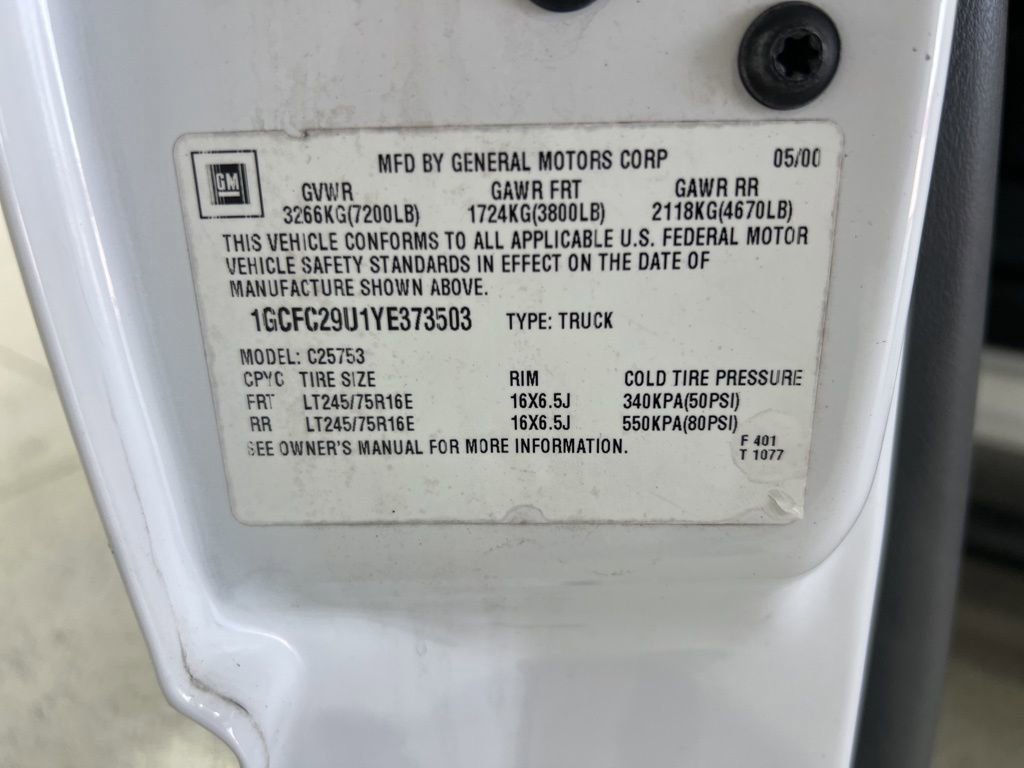 GM
MFD BY GENERAL MOTORS CORP 05/00
GVWR GAWR FRT GAWR RR
3266KG(7200LB) 1724KG(3800LB) 2118KG(4670LB)
THIS VEHICLE CONFORMS TO ALL APPLICABLE U.S. FEDERAL MOTOR
VEHICLE SAFETY STANDARDS IN EFFECT ON THE DATE OF
MANUFACTURE SHOWN ABOVE.
1GCFC29U1YE373503 TYPE: TRUCK
MODEL: C25753
CPYC TIRE SIZE RIM COLD TIRE PRESSURE
FRT LT245/75R16E 16X6.5J 340KPA(50PSI)
RR LT245/75R16E 16X6.5J 550KPA(80PSI)
SEE OWNER'S MANUAL FOR MORE INFORMATION.
F 401
T 1077